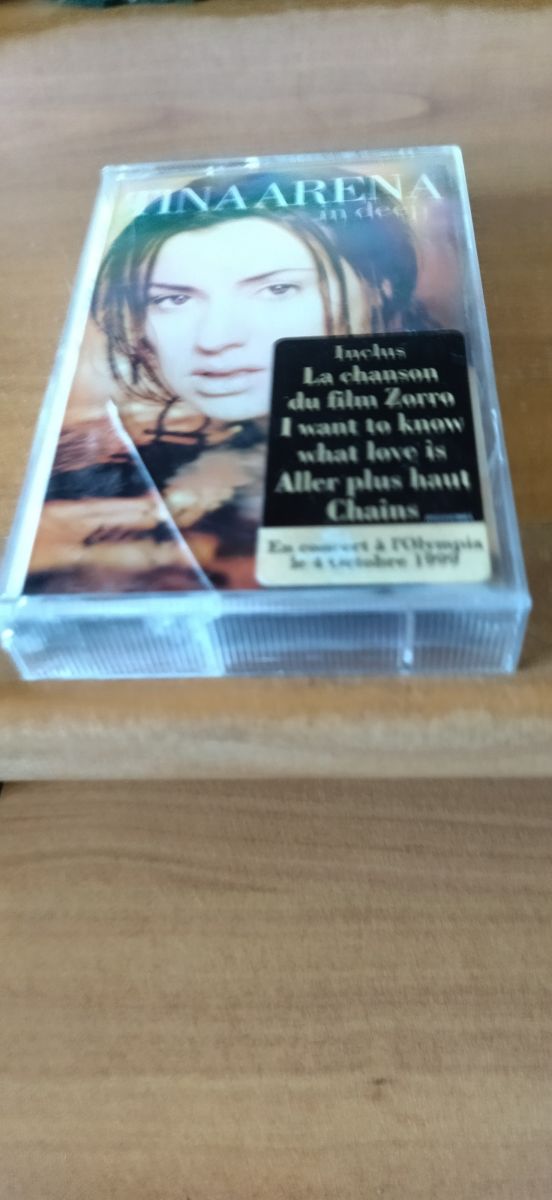 TINA ARENA
in deep
Inclus
La chanson
du film Zorro
I want to know
what love is
Aller plus haut
Chains
En concert à l'Olympia
le 4 Octobre 1999